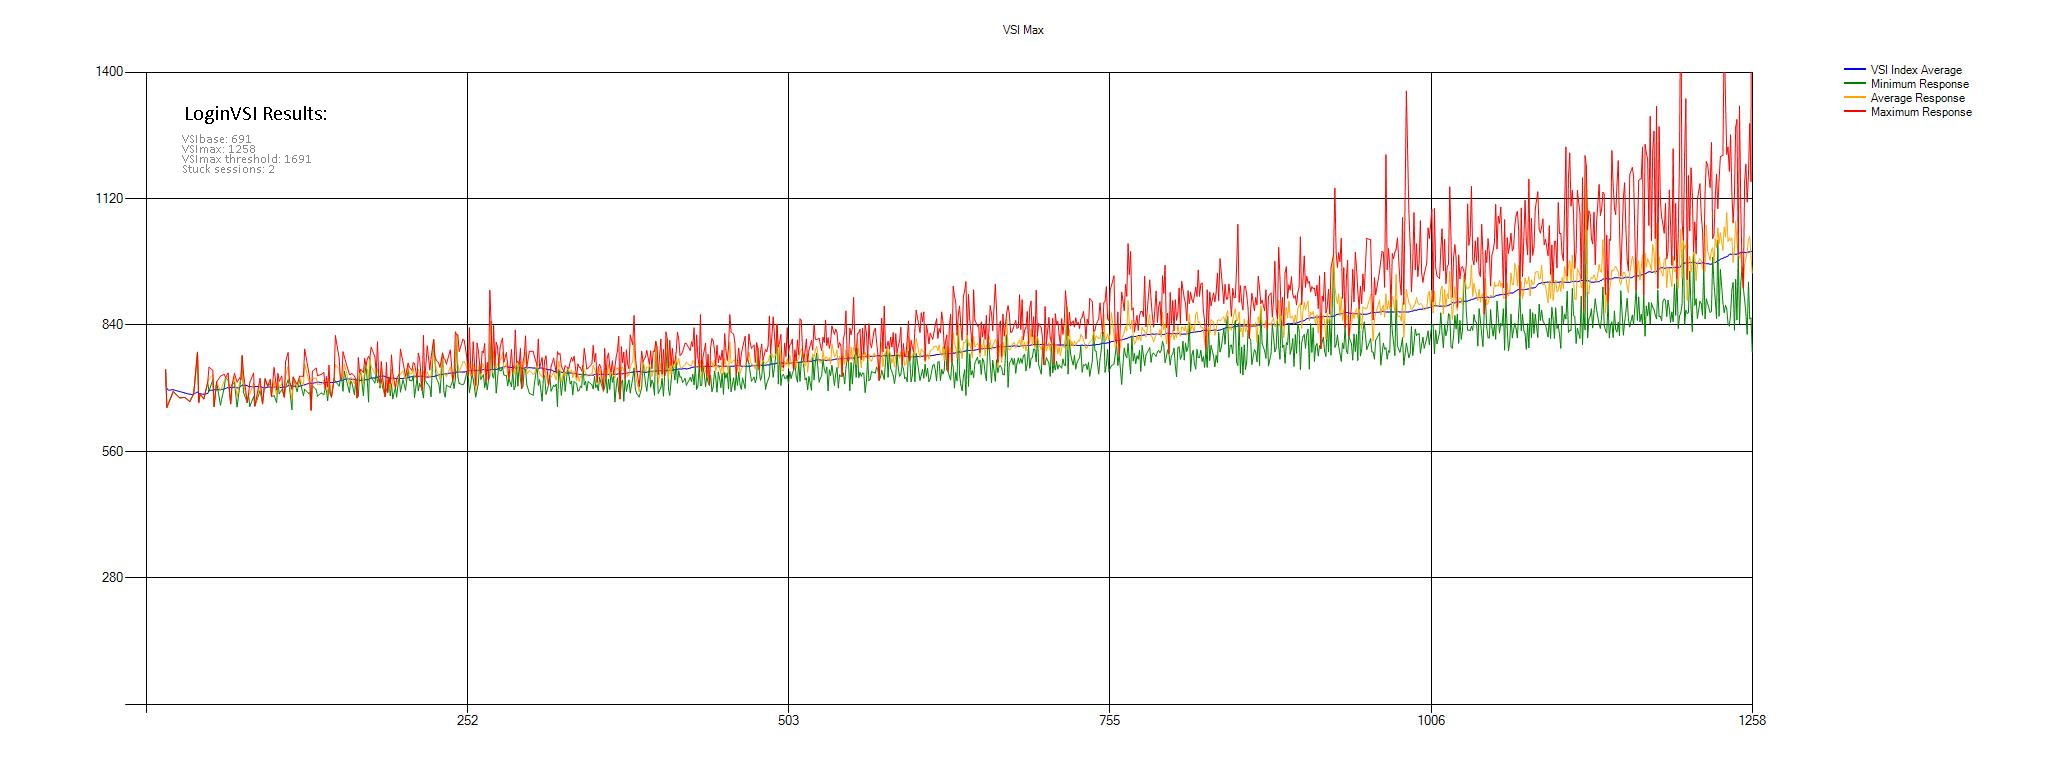 VSI Max
1400
1120
840
560
280
252
503
755
1006
1258
LoginVSI Results:
VSIbase: 691
VSImax: 1258
VSImax threshold: 1691
Stuck sessions: 2
VSI Index Average
Minimum Response
Average Response
Maximum Response